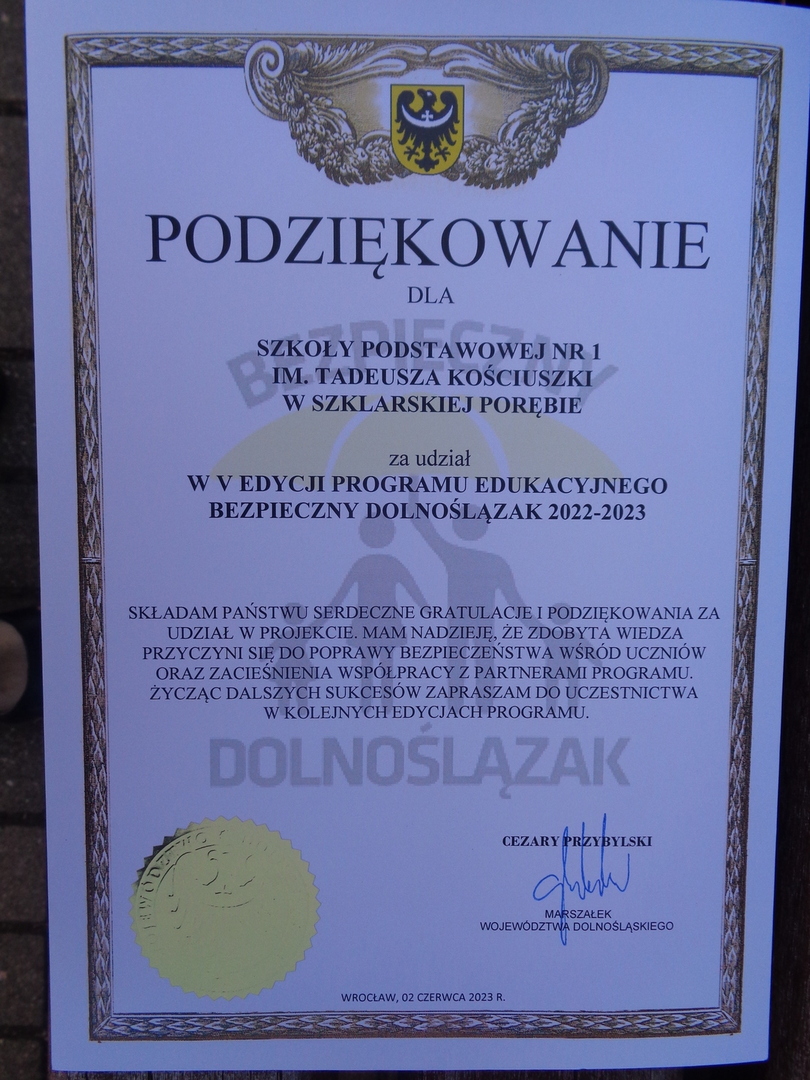 PODZIĘKOWANIE
DLA
BEZPIECZNY
SZKOŁY PODSTAWOWEJ NR 1
IM. TADEUSZA KOŚCIUSZKI
W SZKLARSKIEJ PORĘBIE
za udział
W V EDYCJI PROGRAMU EDUKACYJNEGO
BEZPIECZNY DOLNOŚLĄZAK 2022-2023
SKŁADAM PAŃSTWU SERDECZNE GRATULACJE I PODZIĘKOWANIA ZA
UDZIAŁ W PROJEKCIE. MAM NADZIEJĘ, ŻE ZDOBYTA WIEDZA
PRZYCZYNI SIĘ DO POPRAWY BEZPIECZEŃSTWA WŚRÓD UCZNIÓW
ORAZ ZACIEŚNIENIA WSPÓŁPRACY Z PARTNERAMI PROGRAMU.
ŻYCZĄC DALSZYCH SUKCESÓW ZAPRASZAM DO UCZESTNICTWA
W KOLEJNYCH EDYCJACH PROGRAMU.
DOLNOŚLĄZAK
CEZARY PRZYBYLSKI
MARSZAŁEK
WOJEWÓDZTWA DOLNOŚLĄSKIEGO
WROCŁAW, 02 CZERWCA 2023 R.